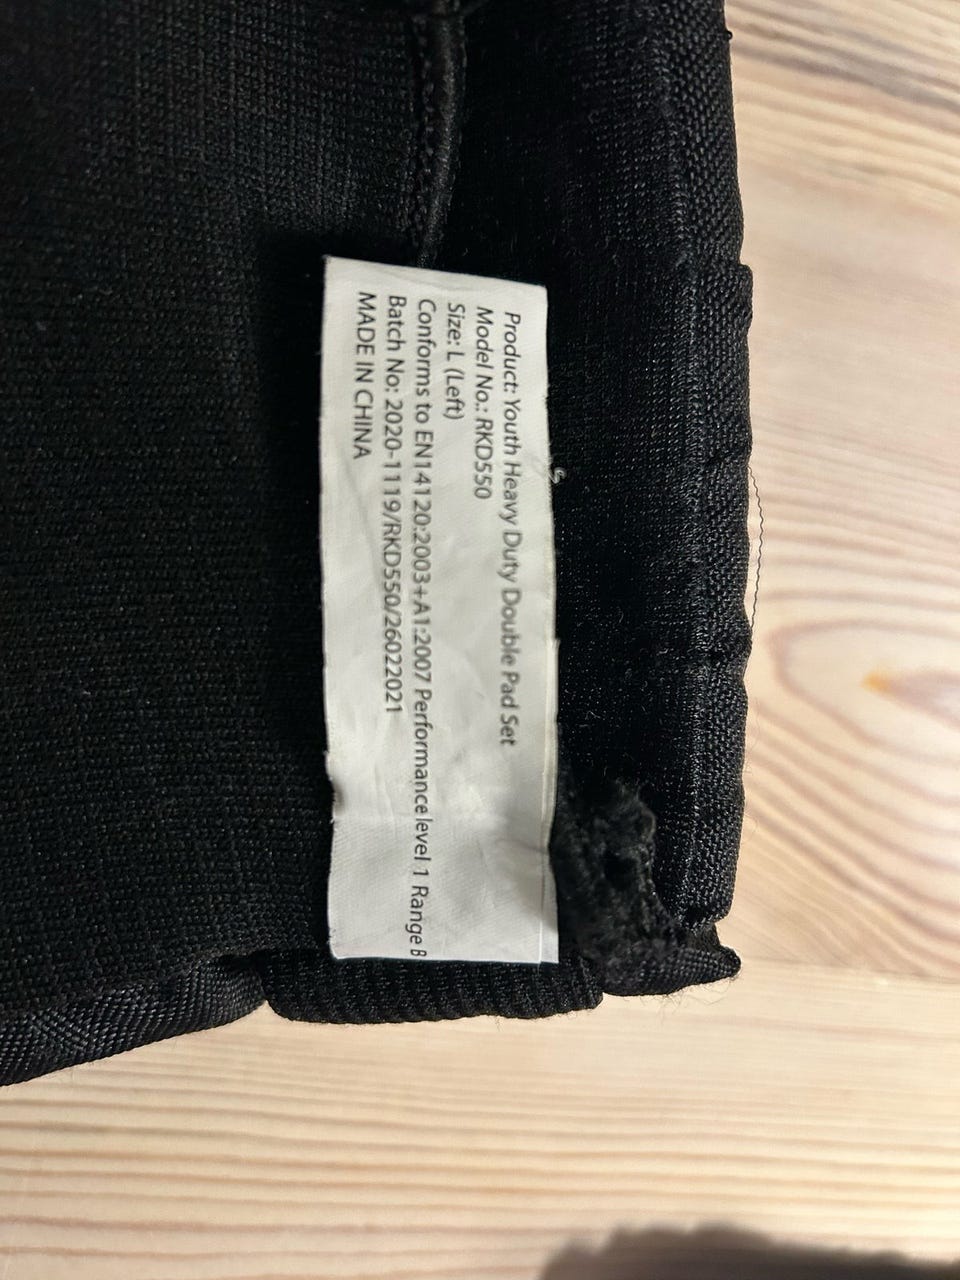 Product: Youth Heavy Duty Double Pad Set
Model No.: RKD550
Size: L (Left)
Conforms to EN14120:2003+A1:2007 Performance level 1 Range B
Batch No: 2020-1119/RKD550/26022021
MADE IN CHINA